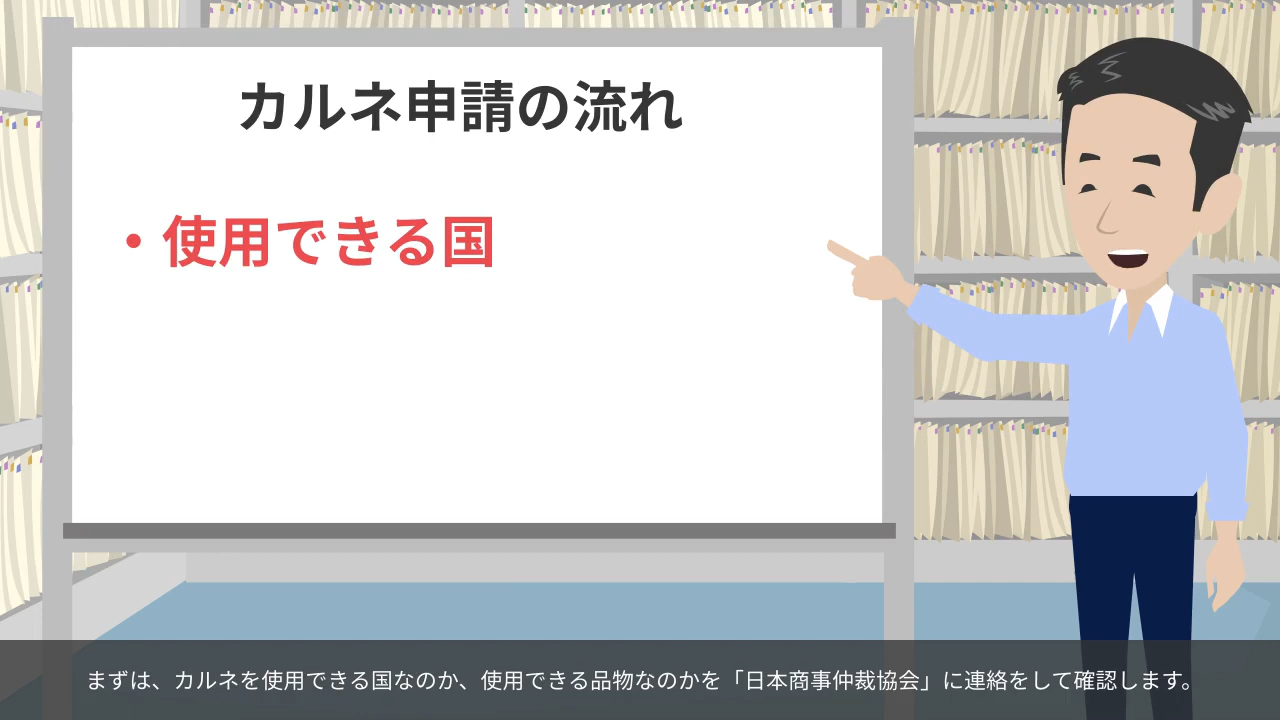 カルネ申請の流れ
・使用できる国
まずは、カルネを使用できる国なのか、使用できる品物なのかを「日本商事仲裁協会」に連絡をして確認します。